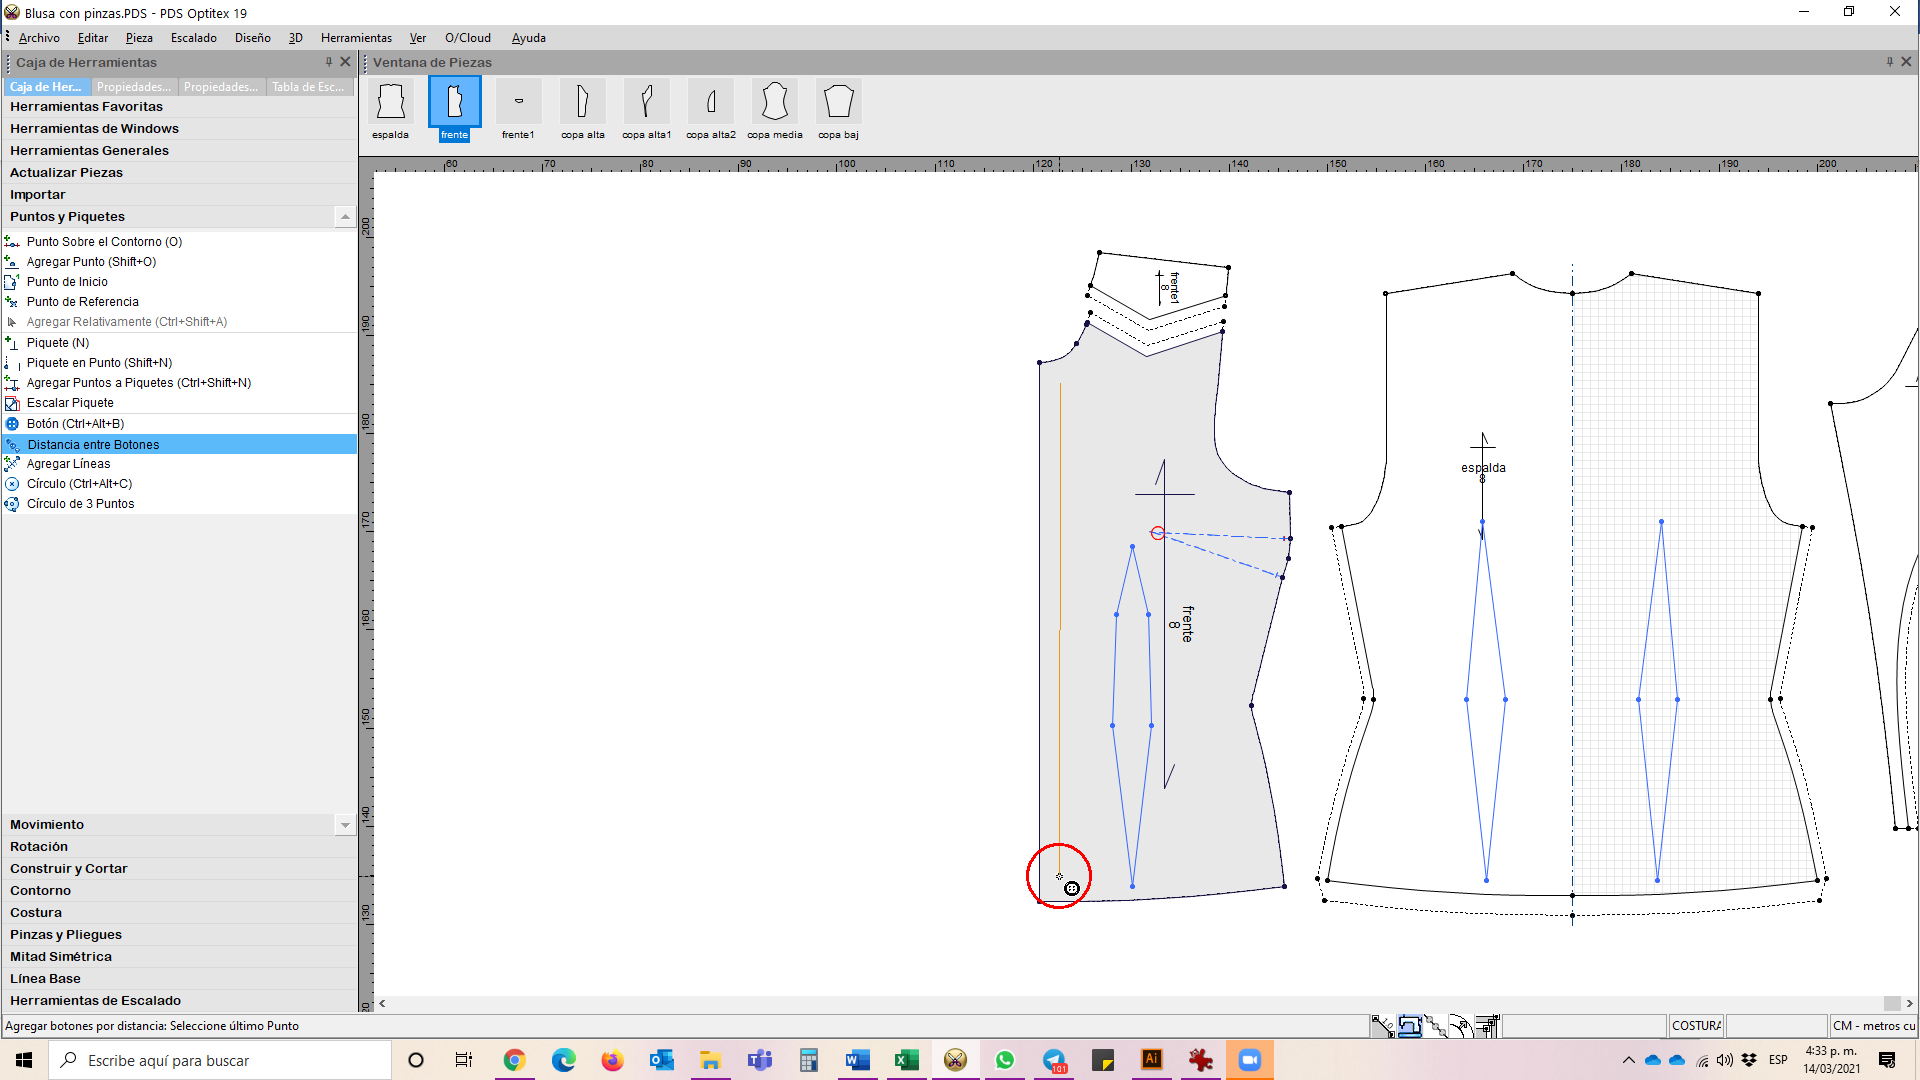 Blusa con pinzas.PDS - PDS Optitex 19
Archivo Editar Pieza Escalado Diseño 3D Herramientas Ver O/Cloud Ayuda
Caja de Herramientas
Ventana de Piezas
Caja de Her... Propiedades... Propiedades... Tabla de Esc...
Herramientas Favoritas
Herramientas de Windows
Herramientas Generales
Actualizar Piezas
Importar
Puntos y Piquetes
Punto Sobre el Contorno (O)
Agregar Punto (Shift+O)
Punto de Inicio
Punto de Referencia
Agregar Relativamente (Ctrl+Shift+A)
Piquete (N)
Piquete en Punto (Shift+N)
Agregar Puntos a Piquetes (Ctrl+Shift+N)
Escalar Piquete
Botón (Ctrl+Alt+B)
Distancia entre Botones
Agregar Líneas
Círculo (Ctrl+Alt+C)
Círculo de 3 Puntos
Movimiento
Rotación
Construir y Cortar
Contorno
Costura
Pinzas y Pliegues
Mitad Simétrica
Línea Base
Herramientas de Escalado
espalda frente frente1 copa alta copa alta1 copa alta2 copa media copa baj
60 70 80 90 100 110 120 130 140 150 160 170 180 190 200
200
190
180
170
160
150
140
130
20
frente1
8
frente
8
espalda
8
Agregar botones por distancia: Seleccione último Punto
COSTURA
CM - metros cu
Escribe aquí para buscar
101
Ai
ESP
4:33 p. m.
14/03/2021